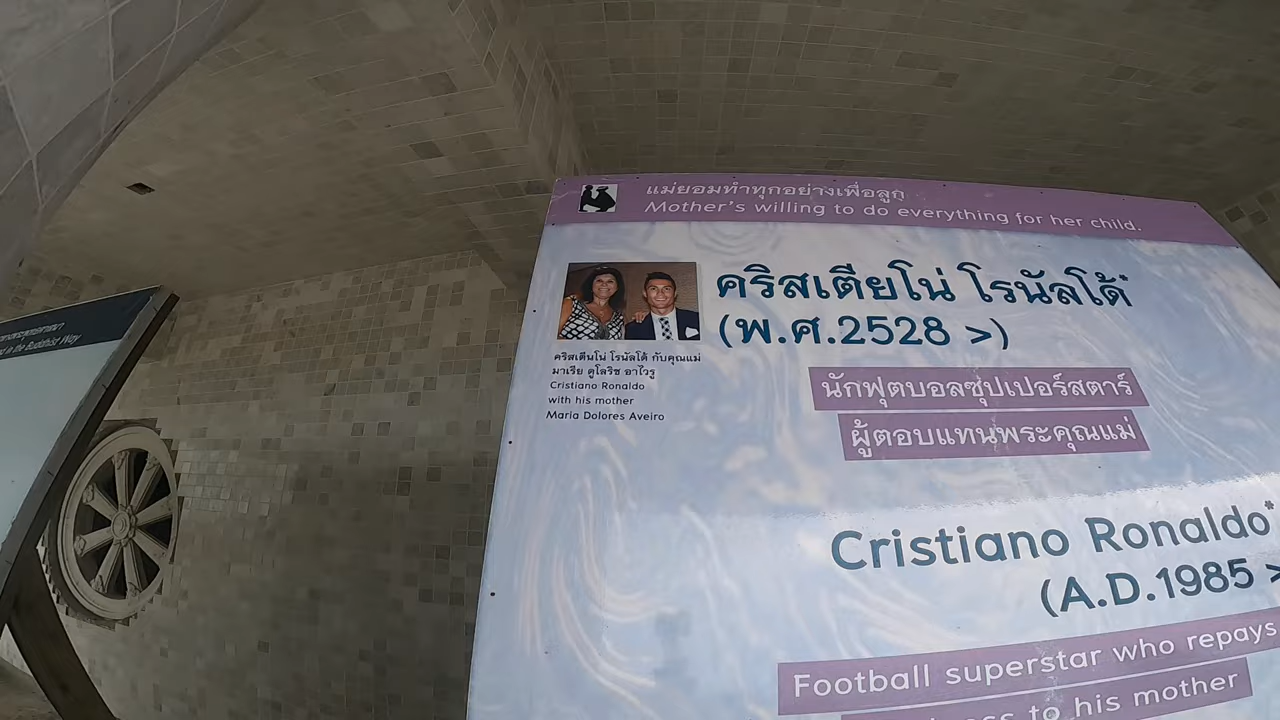 แม่ยอมทำทุกอย่างเพื่อลูก
Mother's willing to do everything for her child.
คริสเตียโน่ โรนัลโด้*
(พ.ศ.2528 >)
คริสเตีนโน่ โรนัลโด้ กับคุณแม่
มาเรีย ดูโลริช อาไวรู
Cristiano Ronaldo
with his mother
Maria Dolores Aveiro
นักฟุตบอลซุปเปอร์สตาร์
ผู้ตอบแทนพระคุณแม่
Cristiano Ronaldo*
(A.D.1985 >
Football superstar who repays
to his mother
in the Buddhist Way